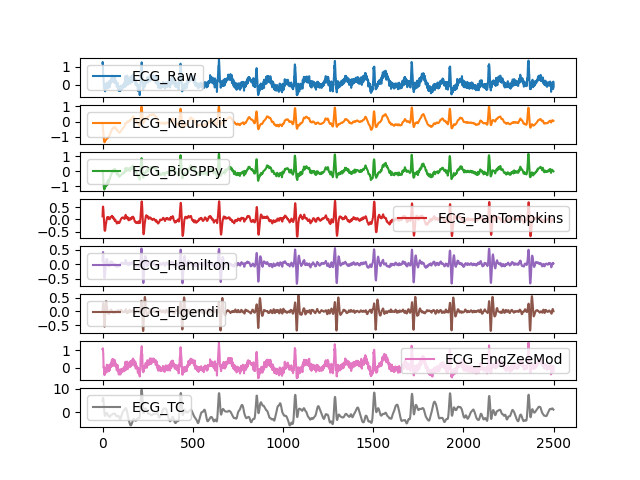 1
0
ECG_Raw
1
0
−1
ECG_NeuroKit
1
0
−1
ECG_BioSPPy
0.5
0.0
−0.5
ECG_PanTompkins
0.5
0.0
−0.5
ECG_Hamilton
0.5
0.0
−0.5
ECG_Elgendi
1
0
ECG_EngZeeMod
10
0
ECG_TC
0 500 1000 1500 2000 2500